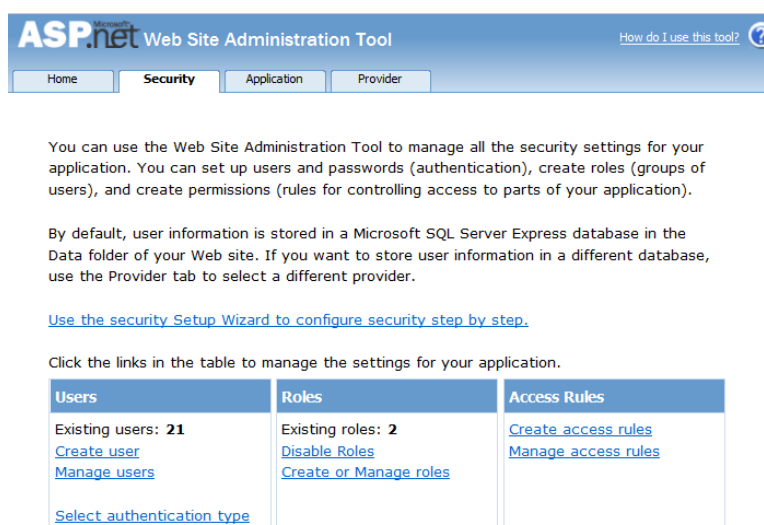 Microsoft®
ASP.net Web Site Administration Tool
How do I use this tool? ?
Home Security Application Provider
You can use the Web Site Administration Tool to manage all the security settings for your
application. You can set up users and passwords (authentication), create roles (groups of
users), and create permissions (rules for controlling access to parts of your application).
By default, user information is stored in a Microsoft SQL Server Express database in the
Data folder of your Web site. If you want to store user information in a different database,
use the Provider tab to select a different provider.
Use the security Setup Wizard to configure security step by step.
Click the links in the table to manage the settings for your application.
Users Roles Access Rules
Existing users: 21 Existing roles: 2 Create access rules
Create user Disable Roles Manage access rules
Manage users Create or Manage roles
Select authentication type